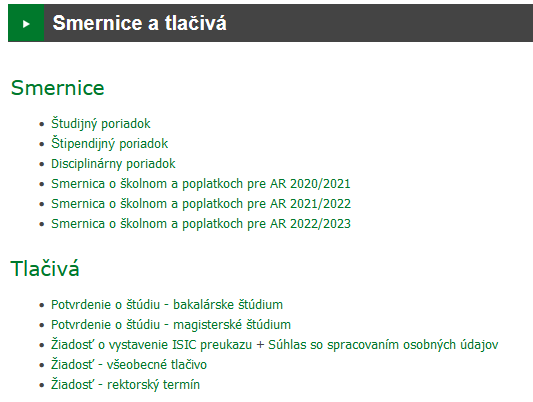 Smernice a tlačivá
Smernice
Študijný poriadok
Štipendijný poriadok
Disciplinárny poriadok
Smernica o školnom a poplatkoch pre AR 2020/2021
Smernica o školnom a poplatkoch pre AR 2021/2022
Smernica o školnom a poplatkoch pre AR 2022/2023
Tlačivá
Potvrdenie o štúdiu - bakalárske štúdium
Potvrdenie o štúdiu - magisterské štúdium
Žiadosť o vystavenie ISIC preukazu + Súhlas so spracovaním osobných údajov
Žiadosť - všeobecné tlačivo
Žiadosť - rektorský termín